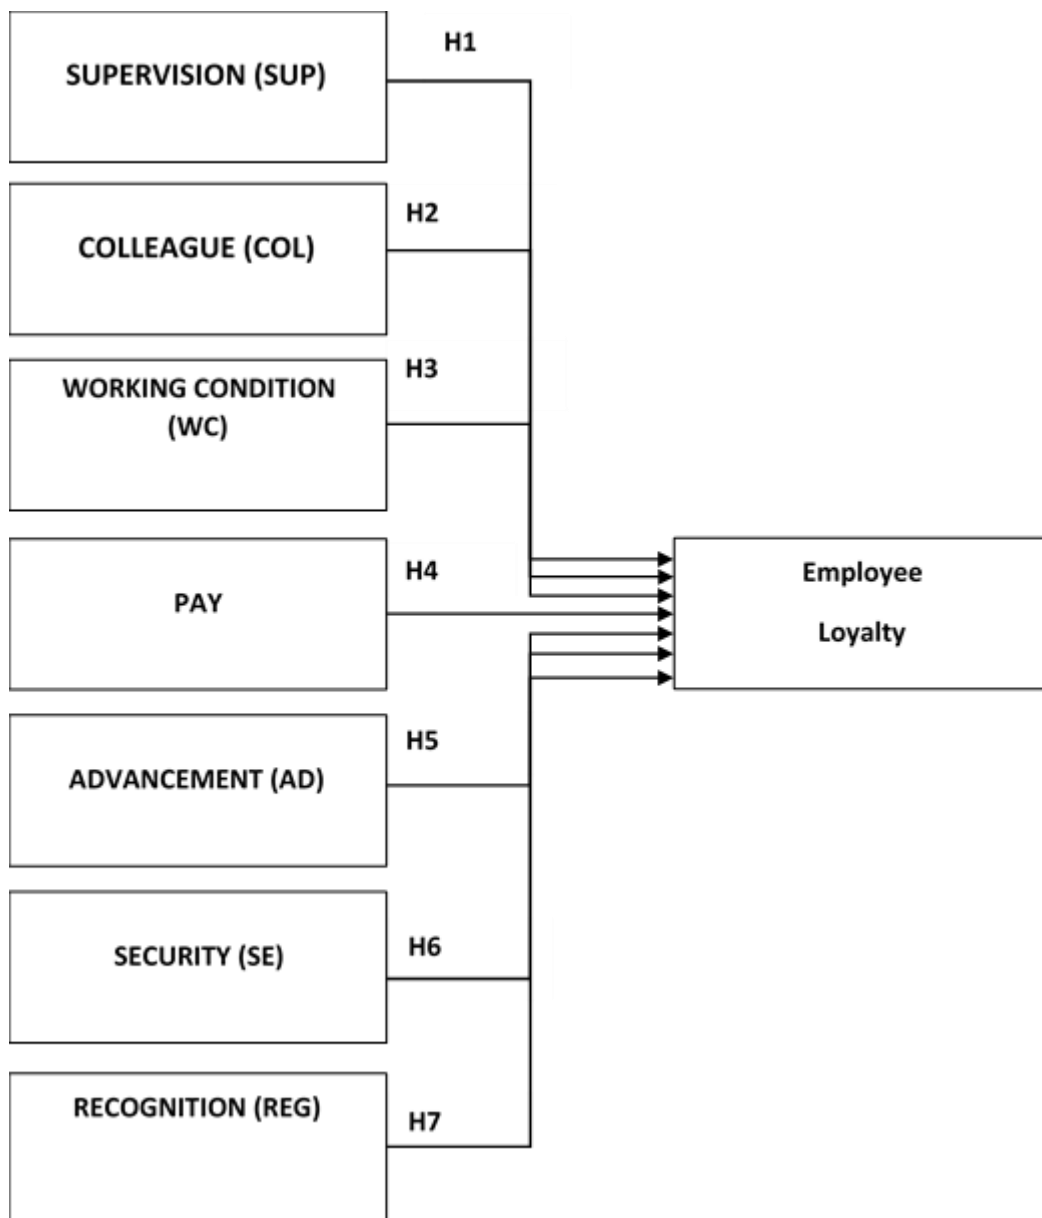 H1
SUPERVISION (SUP)
H2
COLLEAGUE (COL)
H3
WORKING CONDITION
(WC)
H4
PAY
Employee
Loyalty
H5
ADVANCEMENT (AD)
H6
SECURITY (SE)
RECOGNITION (REG)
H7